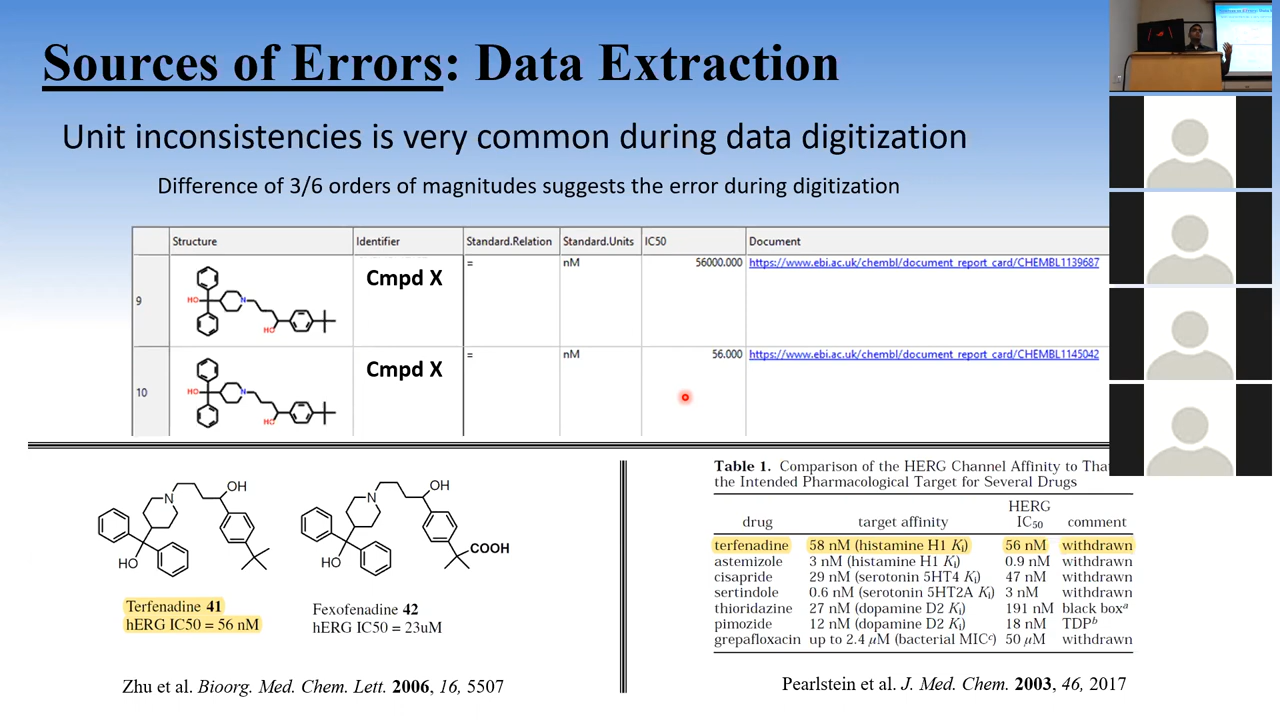 Sources of Errors: Data Extraction
Unit inconsistencies is very common during data digitization
Difference of 3/6 orders of magnitudes suggests the error during digitization
Structure Identifier Standard.Relation Standard.Units IC50 Document
9 Cmpd X = nM 56000.000 https://www.ebi.ac.uk/chembl/document_report_card/CHEMBL1139687
HO N HO
10 Cmpd X = nM 56.000 https://www.ebi.ac.uk/chembl/document_report_card/CHEMBL1145042
HO N HO
N OH
HO
Terfenadine 41
hERG IC50 = 56 nM
N OH
COOH
HO
Fexofenadine 42
hERG IC50 = 23uM
Zhu et al. Bioorg. Med. Chem. Lett. 2006, 16, 5507
Table 1. Comparison of the HERG Channel Affinity to Tha
the Intended Pharmacological Target for Several Drugs
HERG
drug target affinity IC50 comment
terfenadine 58 nM (histamine H1 Ki) 56 nM withdrawn
astemizole 3 nM (histamine H1 Ki) 0.9 nM withdrawn
cisapride 29 nM (serotonin 5HT4 Ki) 47 nM withdrawn
sertindole 0.6 nM (serotonin 5HT2A Ki) 3 nM withdrawn
thioridazine 27 nM (dopamine D2 Ki) 191 nM black boxa
pimozide 12 nM (dopamine D2 Ki) 18 nM TDPb
grepafloxacin up to 2.4 μM (bacterial MICc) 50 μM withdrawn
Pearlstein et al. J. Med. Chem. 2003, 46, 2017